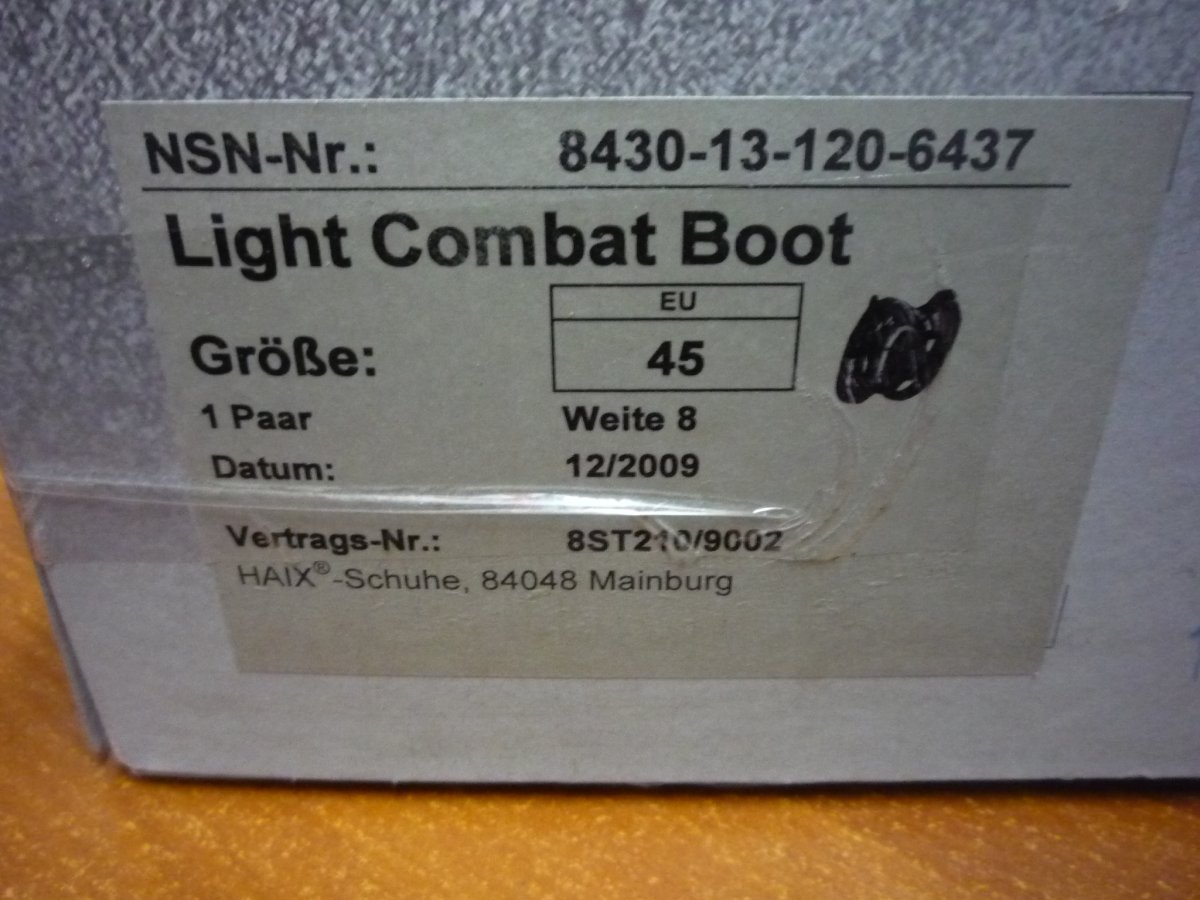 NSN-Nr.: 8430-13-120-6437
Light Combat Boot
EU
Größe: 45
1 Paar Weite 8
Datum: 12/2009
Vertrags-Nr.: 8ST210/9002
HAIX®-Schuhe, 84048 Mainburg